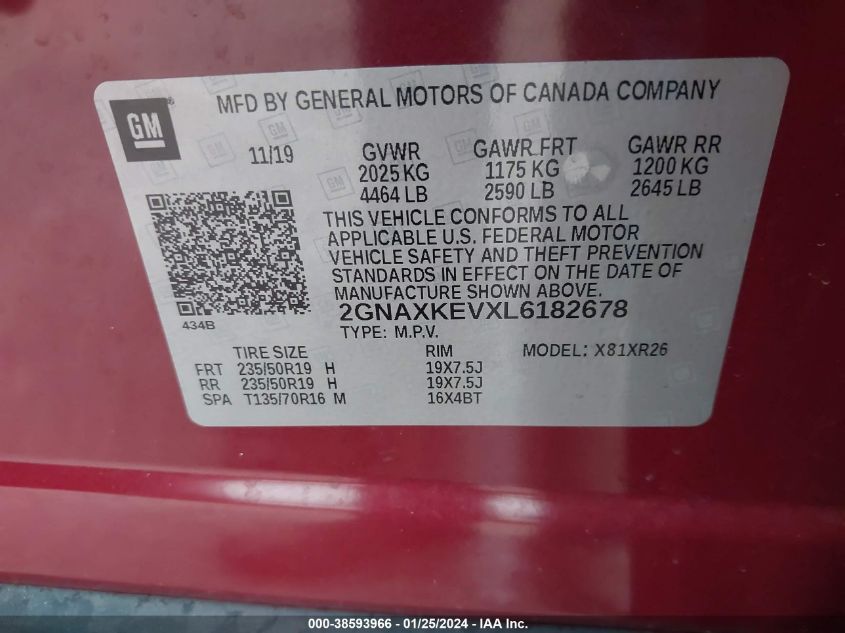 GM
MFD BY GENERAL MOTORS OF CANADA COMPANY
11/19 GVWR GAWR FRT GAWR RR
2025 KG 1175 KG 1200 KG
4464 LB 2590 LB 2645 LB
THIS VEHICLE CONFORMS TO ALL
APPLICABLE U.S. FEDERAL MOTOR
VEHICLE SAFETY AND THEFT PREVENTION
STANDARDS IN EFFECT ON THE DATE OF
MANUFACTURE SHOWN ABOVE.
2GNAXKEVXL6182678
434B
TYPE: M.P.V.
TIRE SIZE RIM MODEL: X81XR26
FRT 235/50R19 H 19X7.5J
RR 235/50R19 H 19X7.5J
SPA T135/70R16 M 16X4BT
000-38593966 - 01/25/2024 - IAA Inc.